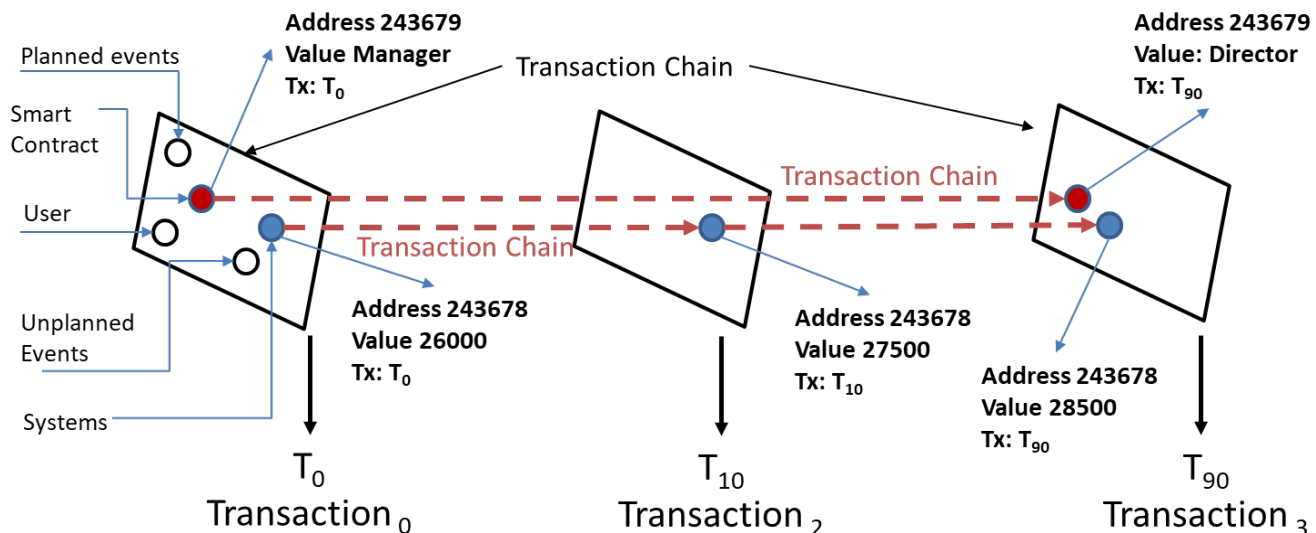 Address 243679
Value Manager
Tx: T₀
Planned events
Smart
Contract
User
Unplanned
Events
Systems
Transaction Chain
Address 243679
Value: Director
Tx: T₉₀
Transaction Chain
Transaction Chain
Address 243678
Value 26000
Tx: T₀
Address 243678
Value 27500
Tx: T₁₀
Address 243678
Value 28500
Tx: T₉₀
T₀
Transaction ₀
T₁₀
Transaction ₂
T₉₀
Transaction ₃